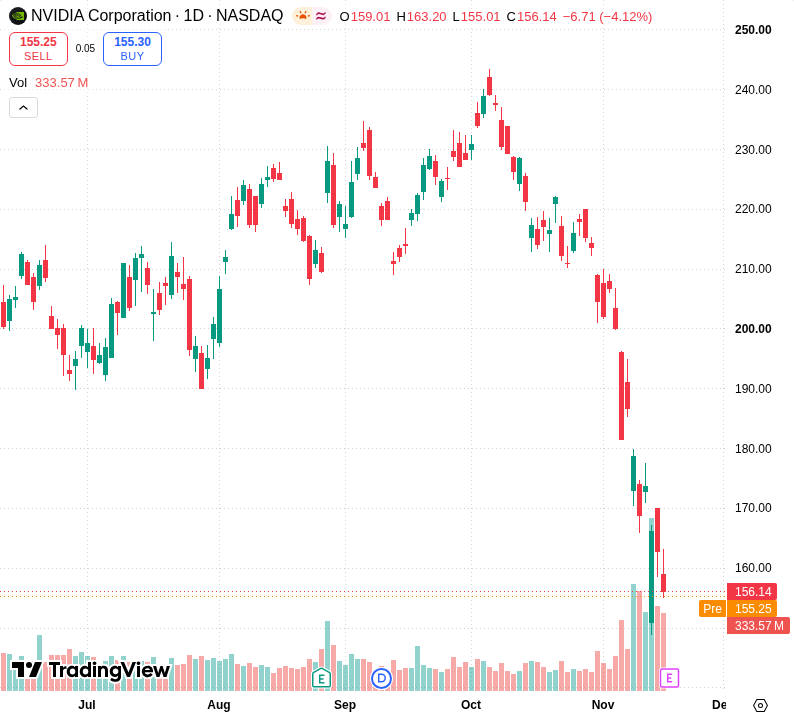 NVIDIA Corporation · 1D · NASDAQ ≈ O159.01 H163.20 L155.01 C156.14 −6.71 (−4.12%)
155.25 SELL 0.05 155.30 BUY
Vol 333.57 M
250.00
240.00
230.00
220.00
210.00
200.00
190.00
180.00
170.00
160.00
156.14
Pre 155.25
333.57 M
TradingView
E D E
Jul Aug Sep Oct Nov De